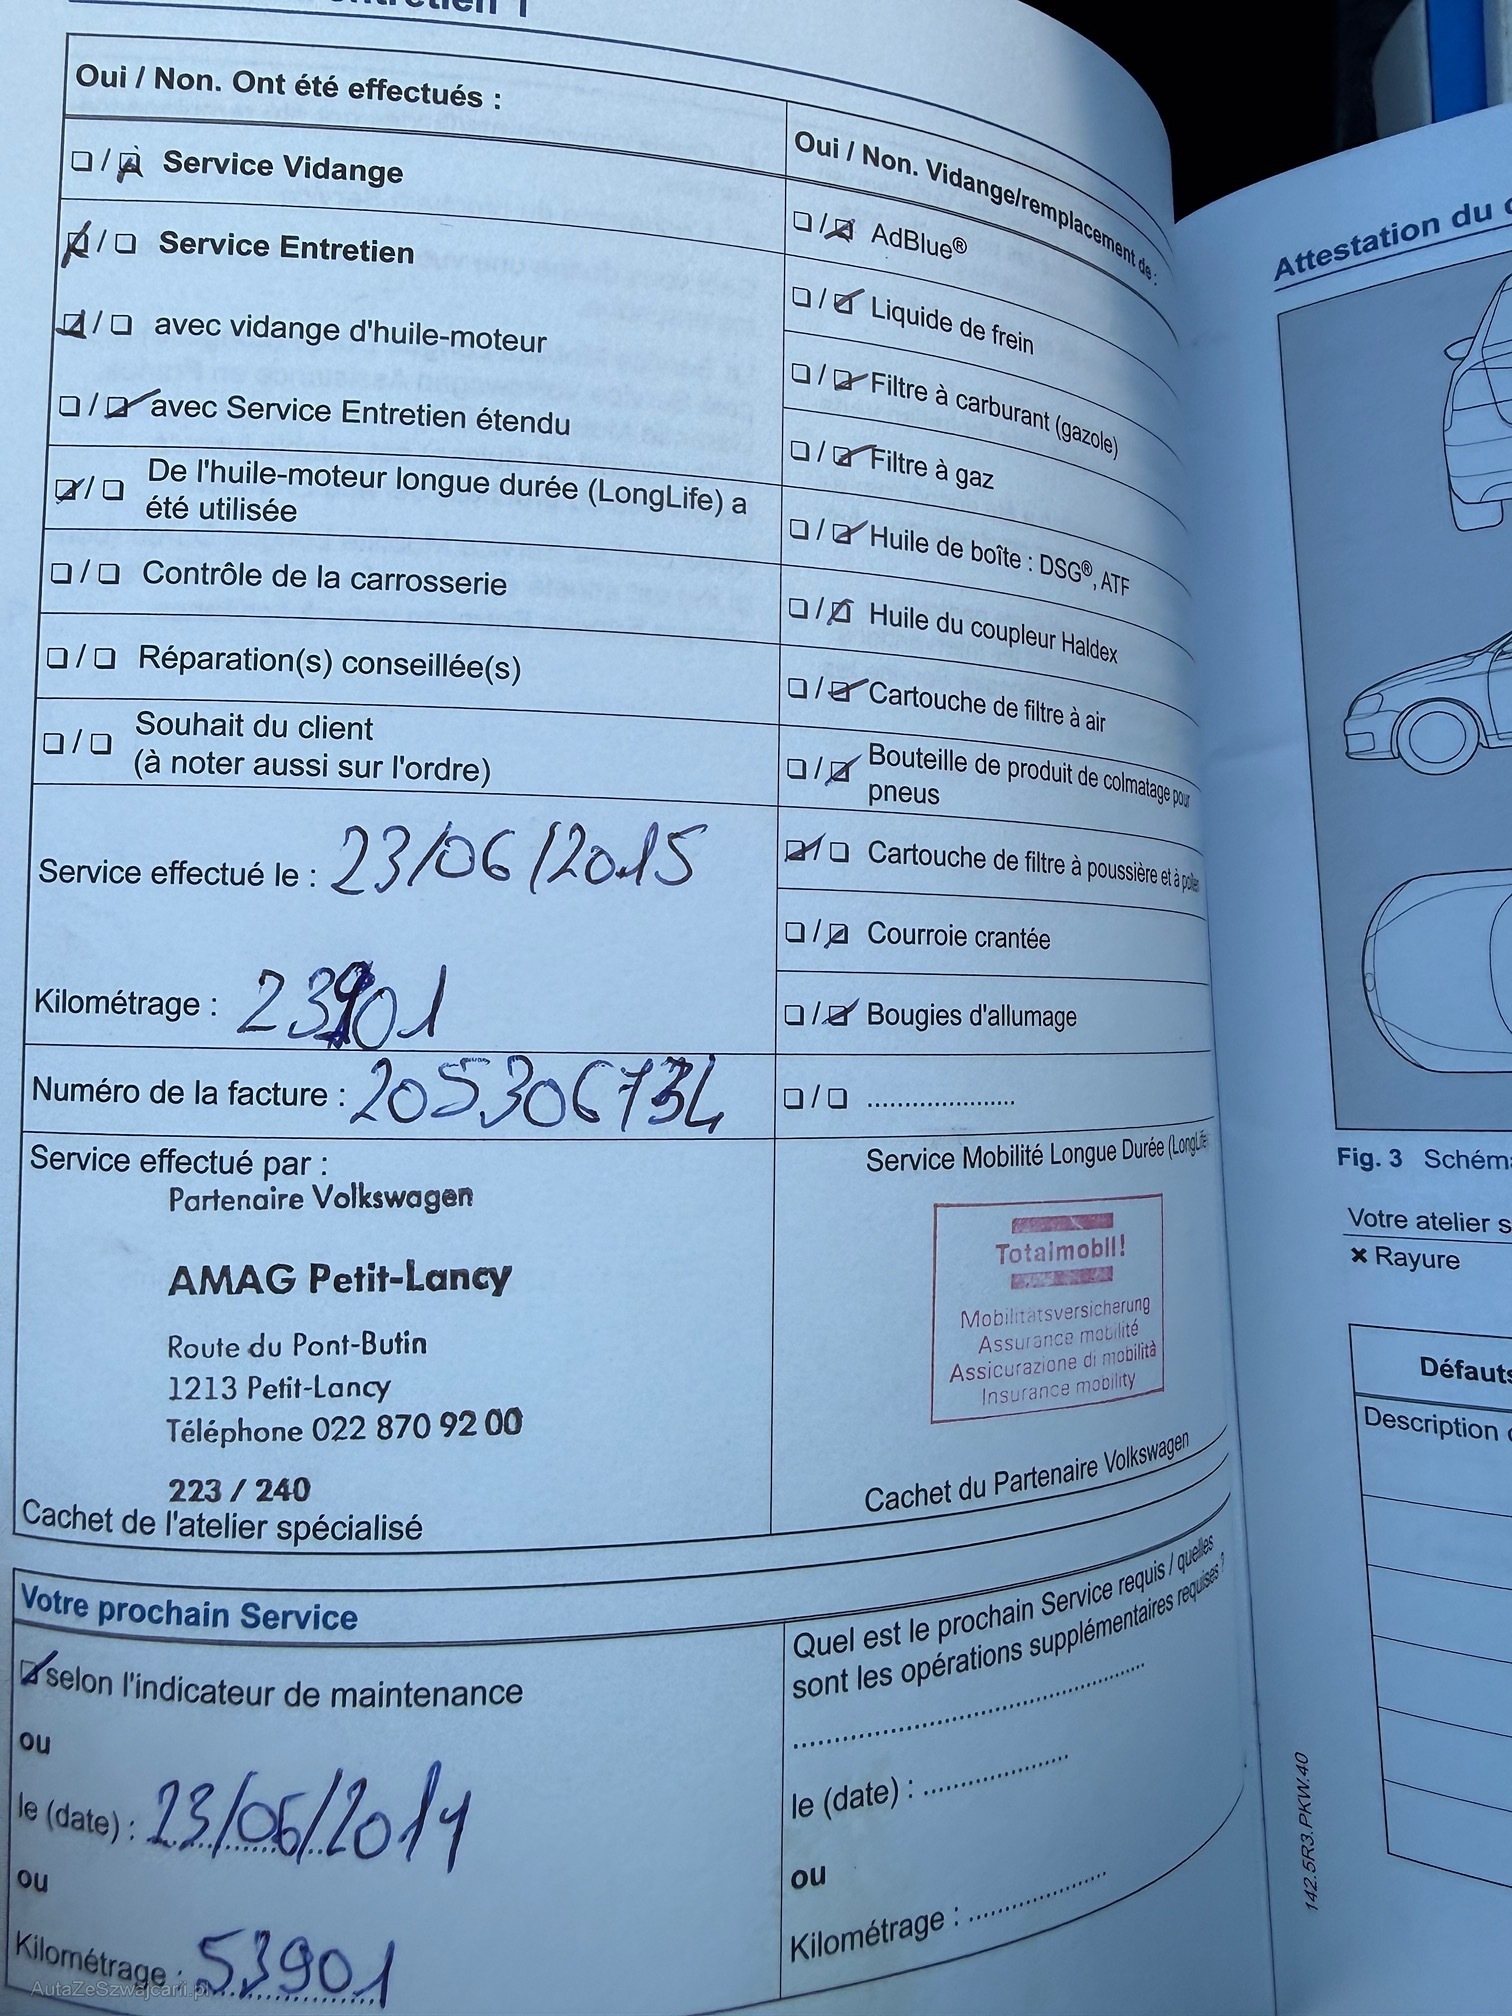 Oui / Non. Ont été effectués :
❏ / ☑ Service Vidange
☑ / ❏ Service Entretien
☑ / ❏ avec vidange d'huile-moteur
❏ / ☑ avec Service Entretien étendu
☑ / ❏ De l'huile-moteur longue durée (LongLife) a
été utilisée
❏ / ❏ Contrôle de la carrosserie
❏ / ❏ Réparation(s) conseillée(s)
❏ / ❏ Souhait du client
(à noter aussi sur l'ordre)
Service effectué le : 23/06/2015
Kilométrage : 23901
Numéro de la facture : 205306734
Service effectué par :
Partenaire Volkswagen
AMAG Petit-Lancy
Route du Pont-Butin
1213 Petit-Lancy
Téléphone 022 870 92 00
223 / 240
Cachet de l'atelier spécialisé
Oui / Non. Vidange/remplacement de :
❏ / ☑ AdBlue®
❏ / ☑ Liquide de frein
❏ / ☑ Filtre à carburant (gazole)
❏ / ☑ Filtre à gaz
❏ / ☑ Huile de boîte : DSG®, ATF
❏ / ☑ Huile du coupleur Haldex
❏ / ☑ Cartouche de filtre à air
❏ / ☑ Bouteille de produit de colmatage pour
pneus
☑ / ❏ Cartouche de filtre à poussière et à pollen
❏ / ☑ Courroie crantée
❏ / ☑ Bougies d'allumage
❏ / ❏ ......................
Service Mobilité Longue Durée (LongLife)
Totalmobil!
Mobilitätsversicherung
Assurance mobilité
Assicurazione di mobilità
Insurance mobility
Cachet du Partenaire Volkswagen
Votre prochain Service
☑ selon l'indicateur de maintenance
ou
le (date) : 23/06/2017
ou
Kilométrage : 53901
Quel est le prochain Service requis / quelles
sont les opérations supplémentaires requises ?
le (date) : ....................
ou
Kilométrage : ....................
Attestation du
Fig. 3
Votre atelier
✖ Rayure
Défauts
Description
142.5R3.PKW.40
AutaZeSzwajcarii.pl